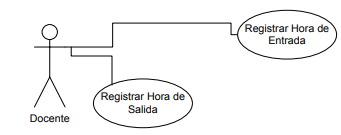 Registrar Hora de
Entrada
Registrar Hora de
Salida
Docente